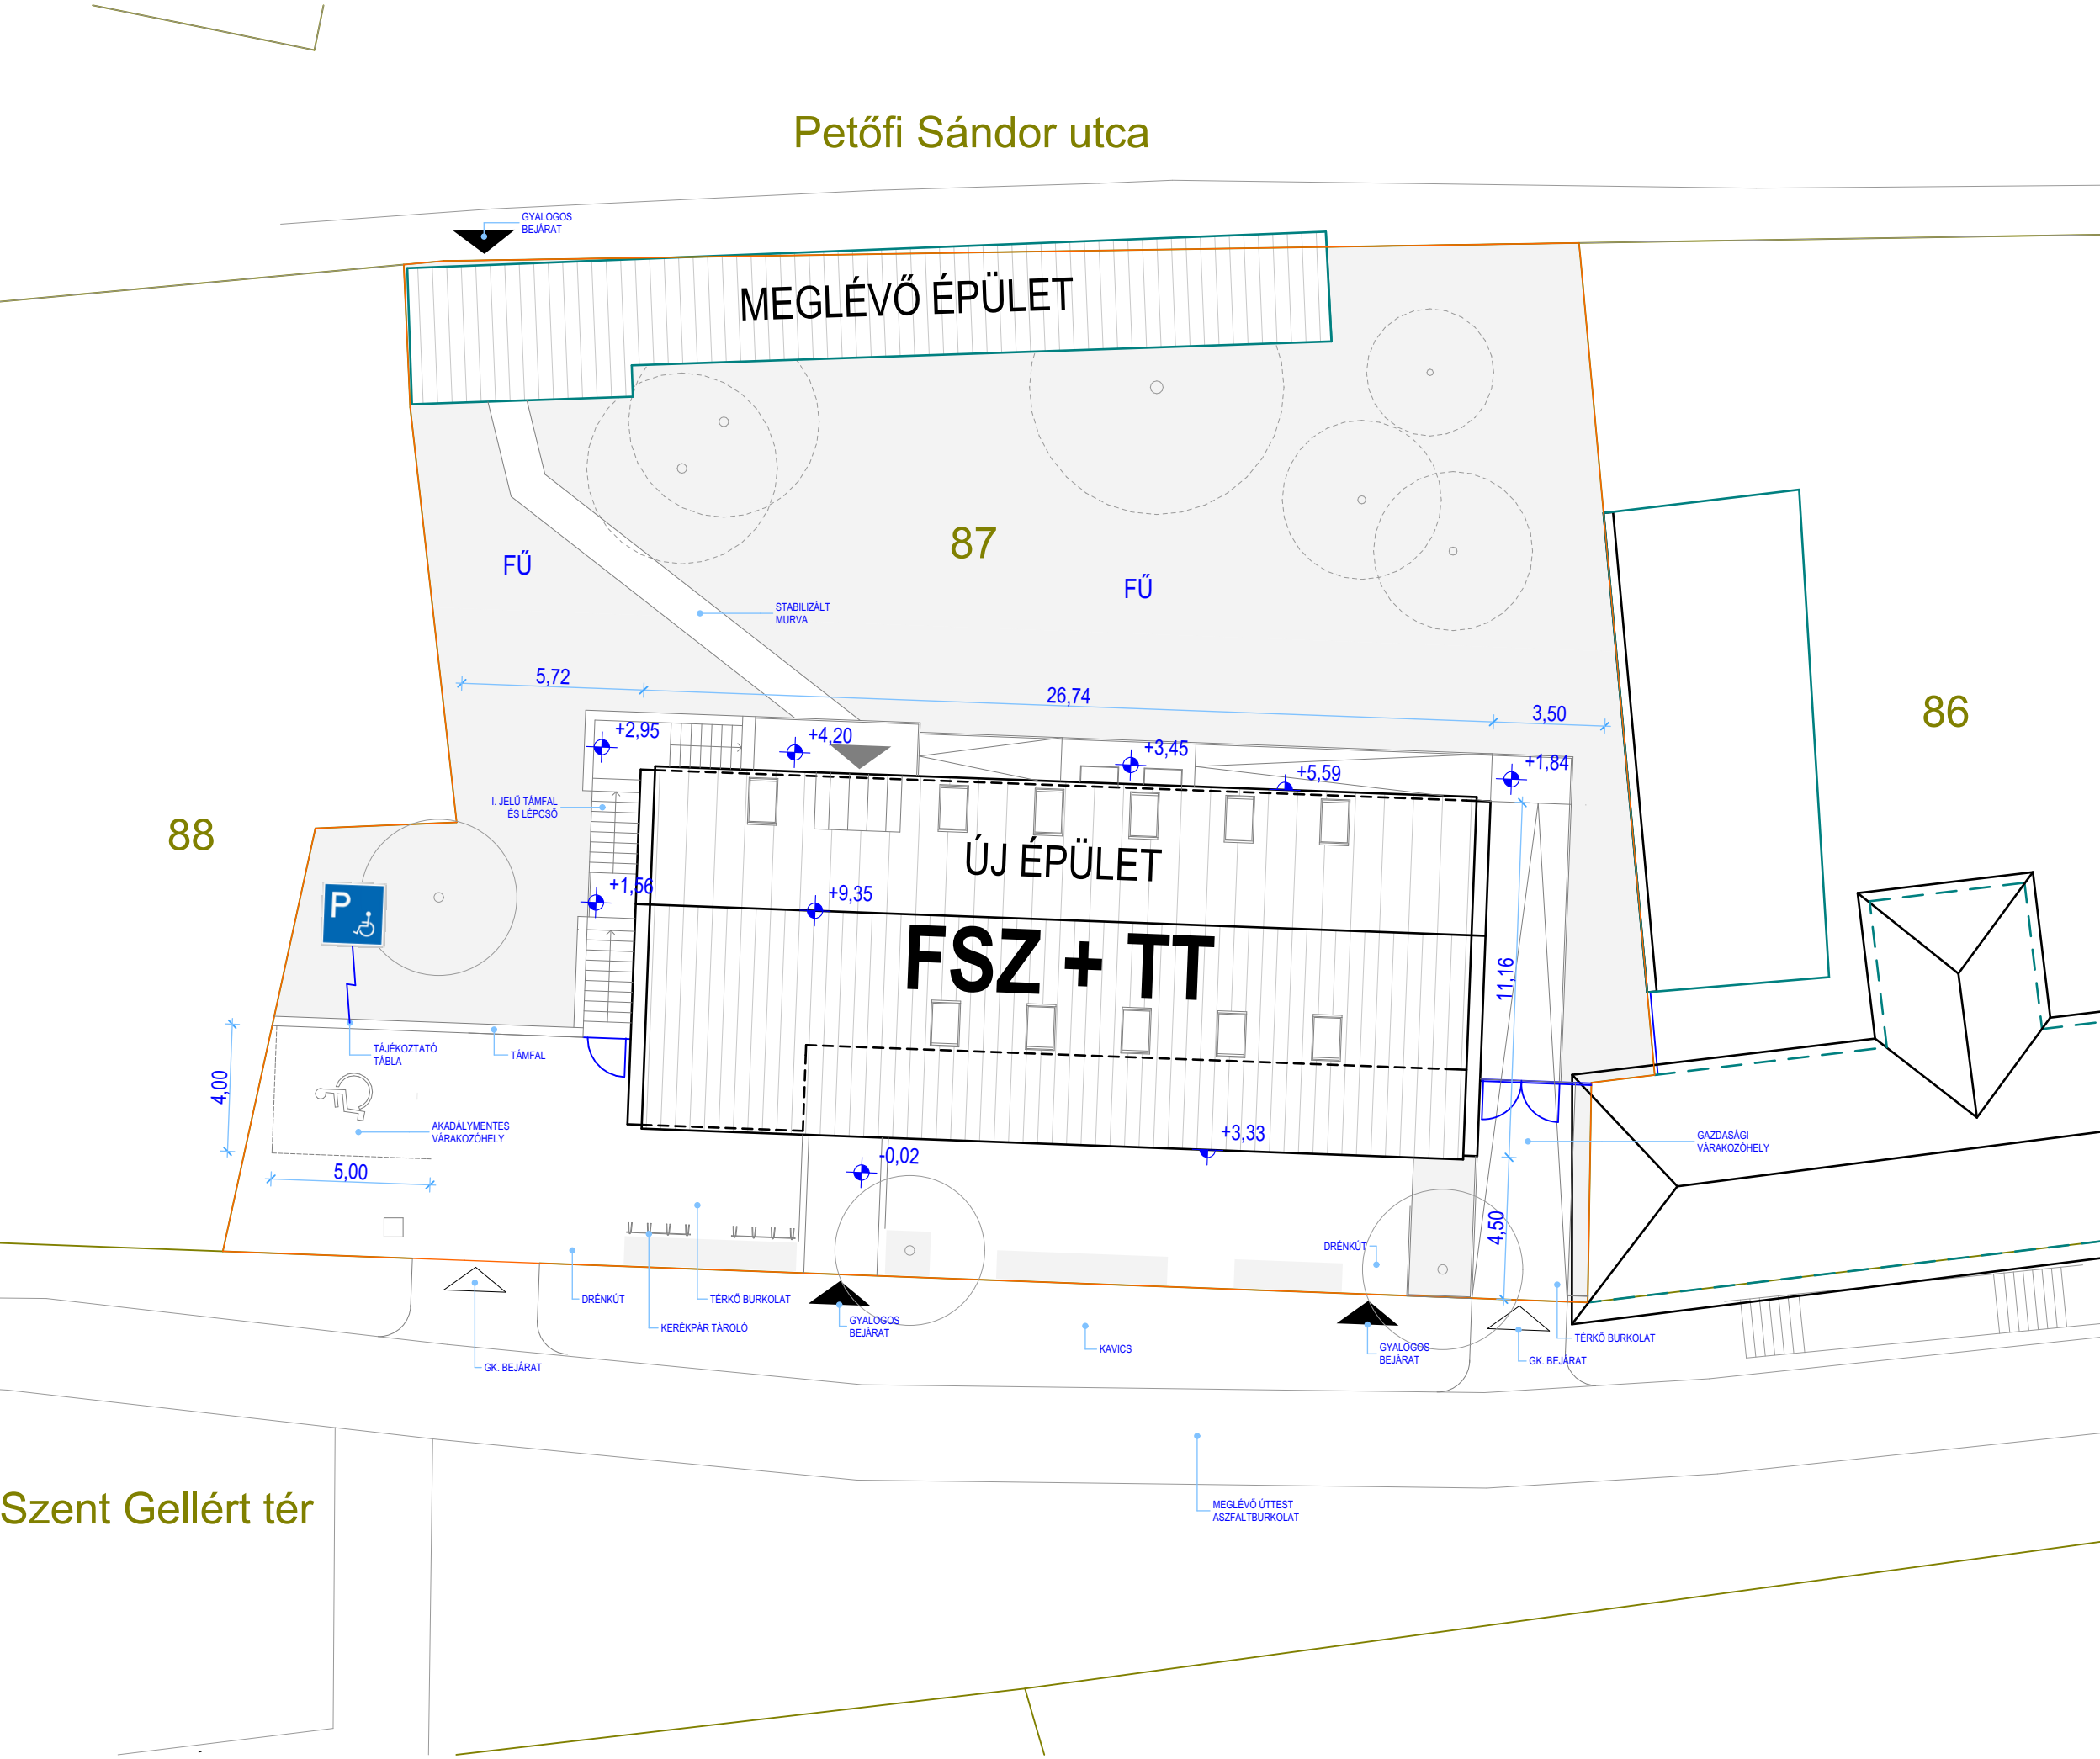 Petőfi Sándor utca
GYALOGOS
BEJÁRAT
MEGLÉVŐ ÉPÜLET
87
FŰ
FŰ
STABILIZÁLT
MURVA
5,72
26,74
3,50
86
+2,95
+4,20
+3,45
+5,59
+1,84
I. JELŰ TÁMFAL
ÉS LÉPCSŐ
88
ÚJ ÉPÜLET
+1,56
+9,35
P
FSZ + TT
11,16
TÁJÉKOZTATÓ
TÁBLA
TÁMFAL
4,00
AKADÁLYMENTES
VÁRAKOZÓHELY
+3,33
GAZDASÁGI
VÁRAKOZÓHELY
-0,02
5,00
4,50
DRÉNKÚT
DRÉNKÚT
TÉRKŐ BURKOLAT
KERÉKPÁR TÁROLÓ
GYALOGOS
BEJÁRAT
KAVICS
GYALOGOS
BEJÁRAT
TÉRKŐ BURKOLAT
GK. BEJÁRAT
GK. BEJÁRAT
Szent Gellért tér
MEGLÉVŐ ÚTTEST
ASZFALTBURKOLAT